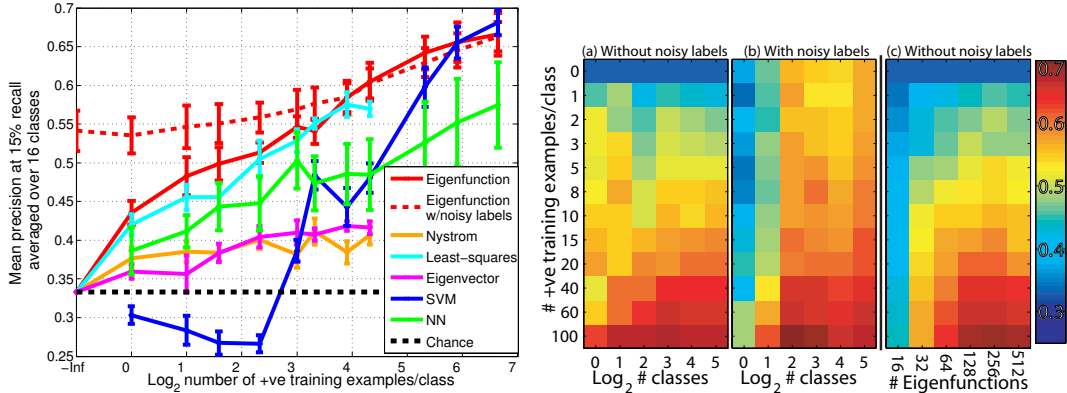 Mean precision at 15% recall
averaged over 16 classes
0.7
0.65
0.6
0.55
0.5
0.45
0.4
0.35
0.3
0.25
−Inf 0 1 2 3 4 5 6 7
Log2 number of +ve training examples/class
Eigenfunction
Eigenfunction
w/noisy labels
Nystrom
Least−squares
Eigenvector
SVM
NN
Chance
(a) Without noisy labels
(b) With noisy labels
(c) Without noisy labels
# +ve training examples/class
0
1
2
3
5
8
10
15
20
40
60
100
0 1 2 3 4 5
Log2 # classes
0 1 2 3 4 5
Log2 # classes
16 32 64 128 256 512
# Eigenfunctions
0.7
0.6
0.5
0.4
0.3